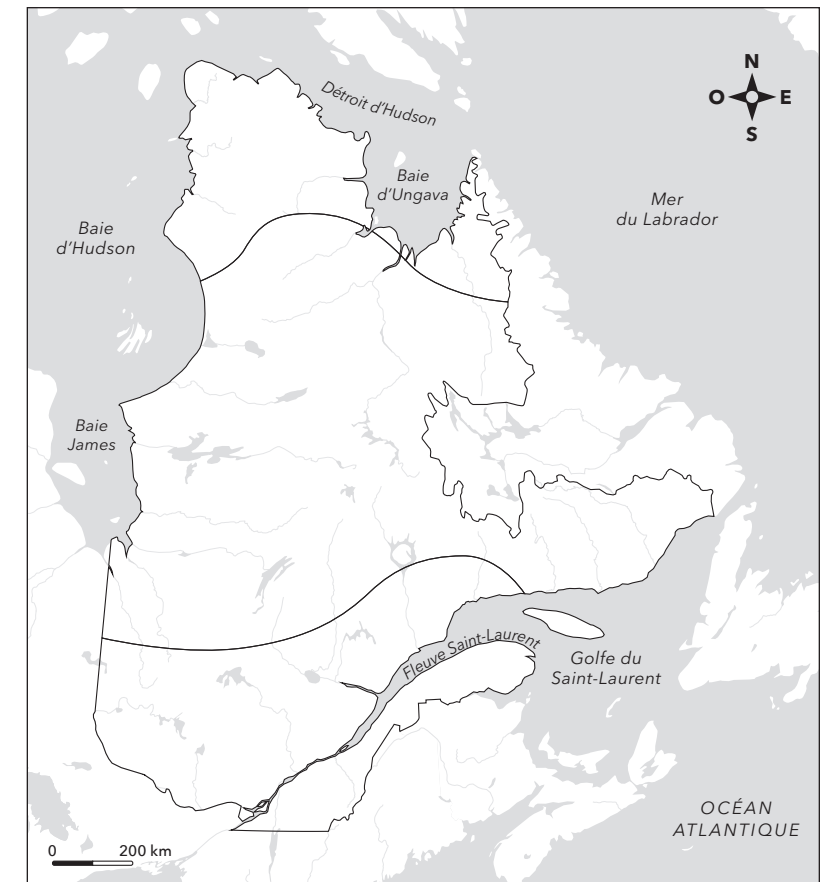 Détroit d'Hudson
N
O E
S
Baie
d'Ungava
Mer
du Labrador
Baie
d'Hudson
Baie
James
Fleuve Saint-Laurent
Golfe du
Saint-Laurent
OCÉAN
ATLANTIQUE
0 200 km